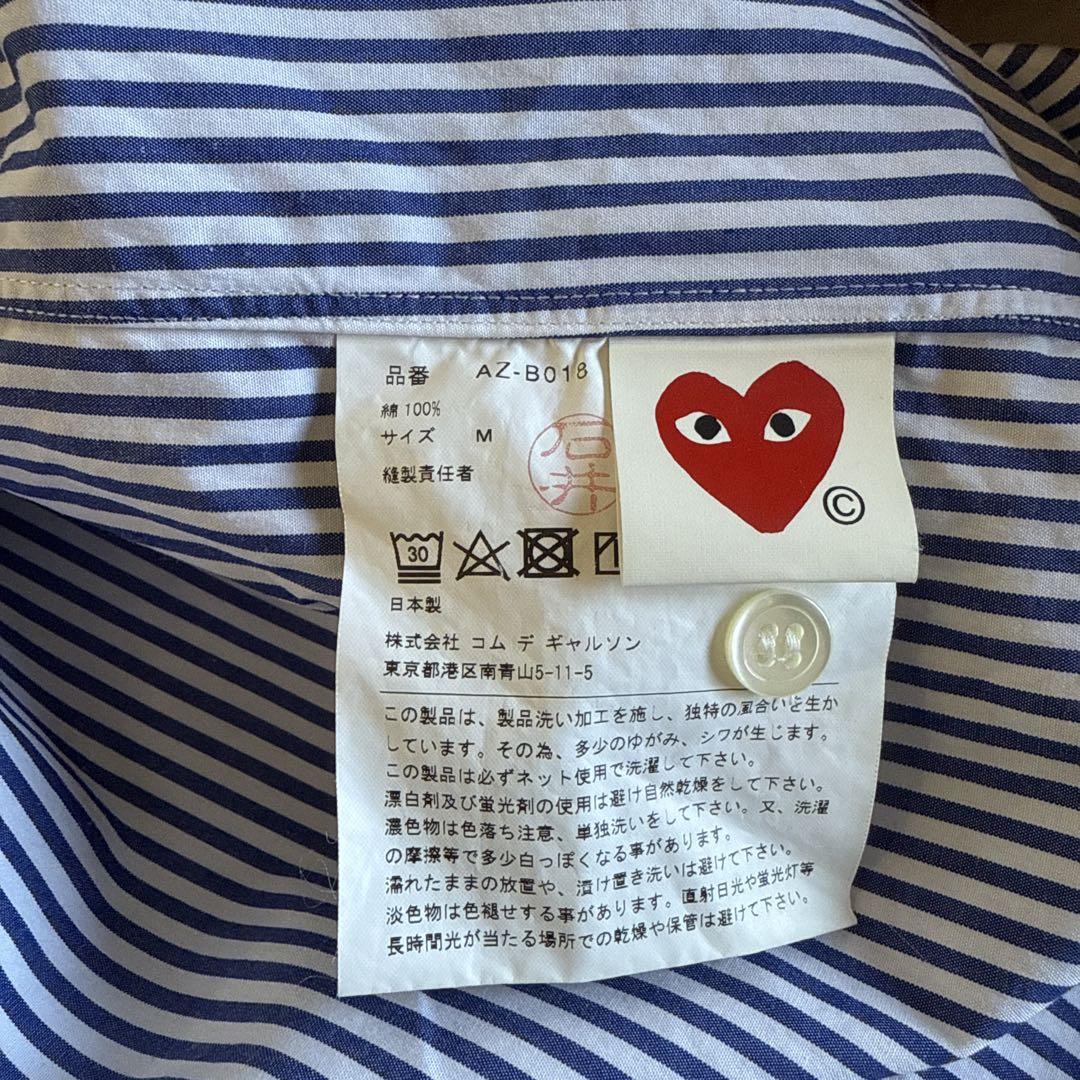 品番 AZ-B018
綿100%
サイズ M
縫製責任者
石井
30
日本製
株式会社 コム デ ギャルソン
東京都港区南青山5-11-5
©
この製品は、製品洗い加工を施し、独特の風合いを生か
しています。その為、多少のゆがみ、シワが生じます。
この製品は必ずネット使用で洗濯して下さい。
漂白剤及び蛍光剤の使用は避け自然乾燥をして下さい。
濃色物は色落ち注意、単独洗いをして下さい。又、洗濯
の摩擦等で多少白っぽくなる事があります。
濡れたままの放置や、漬け置き洗いは避けて下さい。
淡色物は色褪せする事があります。直射日光や蛍光灯等
長時間光が当たる場所での乾燥や保管は避けて下さい。